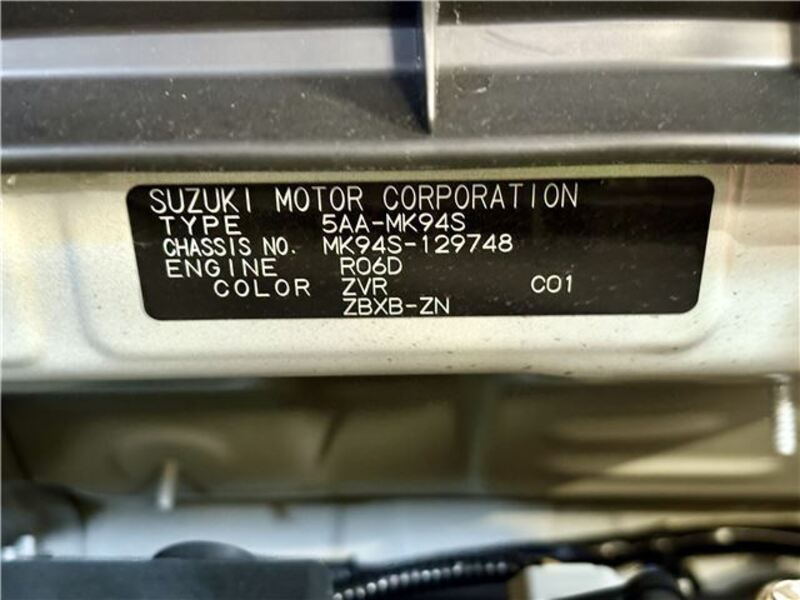 SUZUKI MOTOR CORPORATION
TYPE 5AA-MK94S
CHASSIS NO. MK94S-129748
ENGINE R06D
COLOR ZVR C01
ZBXB-ZN